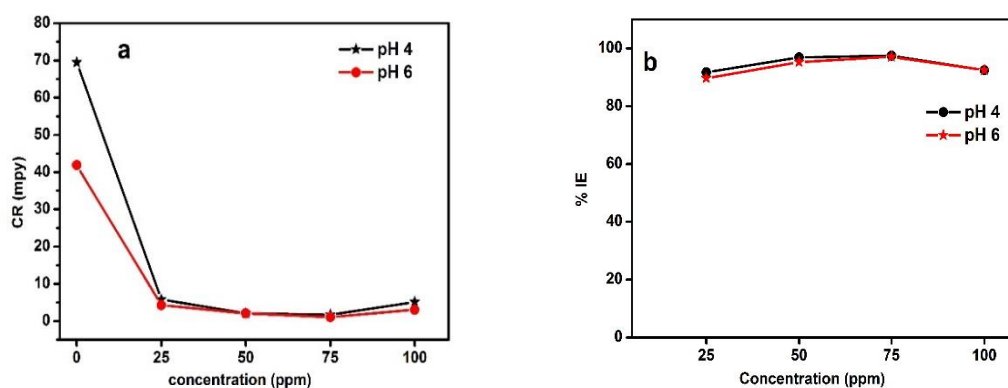 a
pH 4
pH 6
CR (mpy)
80
70
60
50
40
30
20
10
0
0 25 50 75 100
concentration (ppm)
b
pH 4
pH 6
% IE
100
80
60
40
20
0
25 50 75 100
Concentration (ppm)